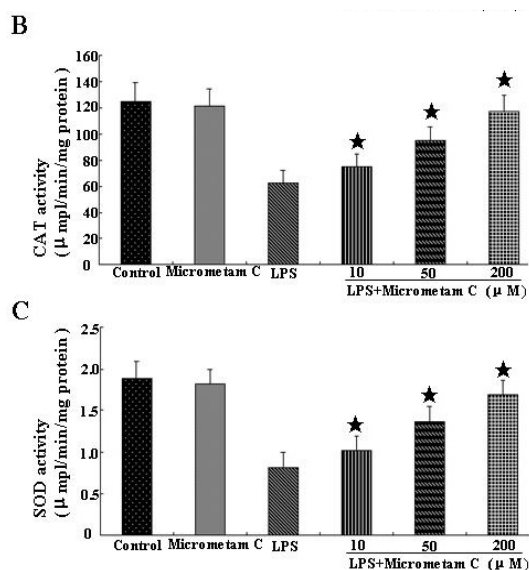 B
CAT activity
(μ mpl/min/mg protein)
160
140
120
100
80
60
40
20
0
Control Micrometam C LPS 10 50 200
LPS+Micrometam C (μ M)
C
SOD activity
(μ mpl/min/mg protein)
2.5
2.0
1.5
1.0
0.5
0
Control Micrometam C LPS 10 50 200
LPS+Micrometam C (μ M)